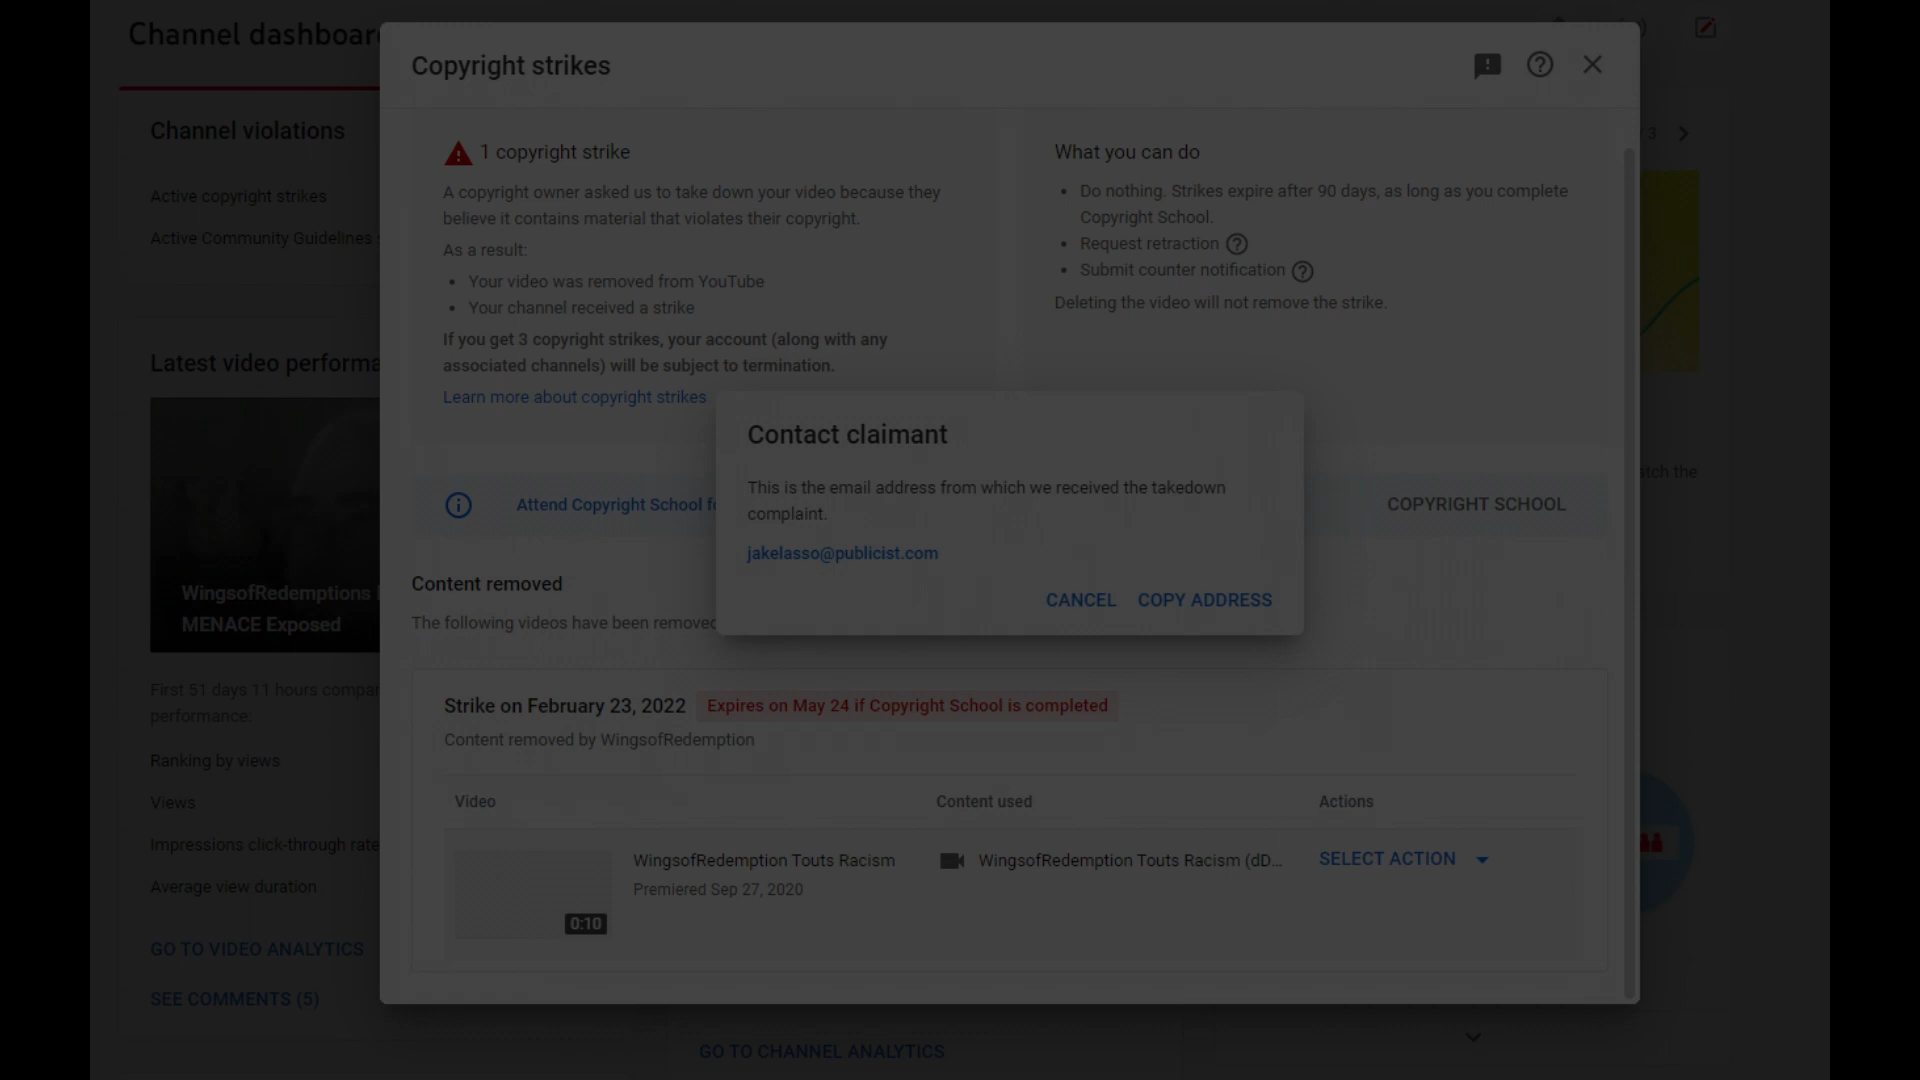 Channel dashboar
Copyright strikes
Channel violations
Active copyright strikes
Active Community Guidelines
1 copyright strike
A copyright owner asked us to take down your video because they
believe it contains material that violates their copyright.
As a result:
• Your video was removed from YouTube
• Your channel received a strike
If you get 3 copyright strikes, your account (along with any
associated channels) will be subject to termination.
Learn more about copyright strikes
What you can do
• Do nothing. Strikes expire after 90 days, as long as you complete
Copyright School.
• Request retraction
• Submit counter notification
Deleting the video will not remove the strike.
/ 3
Latest video performa
WingsofRedemptions
MENACE Exposed
Attend Copyright School fo
COPYRIGHT SCHOOL
atch the
Contact claimant
This is the email address from which we received the takedown
complaint.
jakelasso@publicist.com
CANCEL COPY ADDRESS
Content removed
The following videos have been removed
First 51 days 11 hours compar
performance:
Ranking by views
Views
Impressions click-through rate
Average view duration
GO TO VIDEO ANALYTICS
SEE COMMENTS (5)
Strike on February 23, 2022 Expires on May 24 if Copyright School is completed
Content removed by WingsofRedemption
Video Content used Actions
0:10
WingsofRedemption Touts Racism
Premiered Sep 27, 2020
WingsofRedemption Touts Racism (dD...
SELECT ACTION
GO TO CHANNEL ANALYTICS